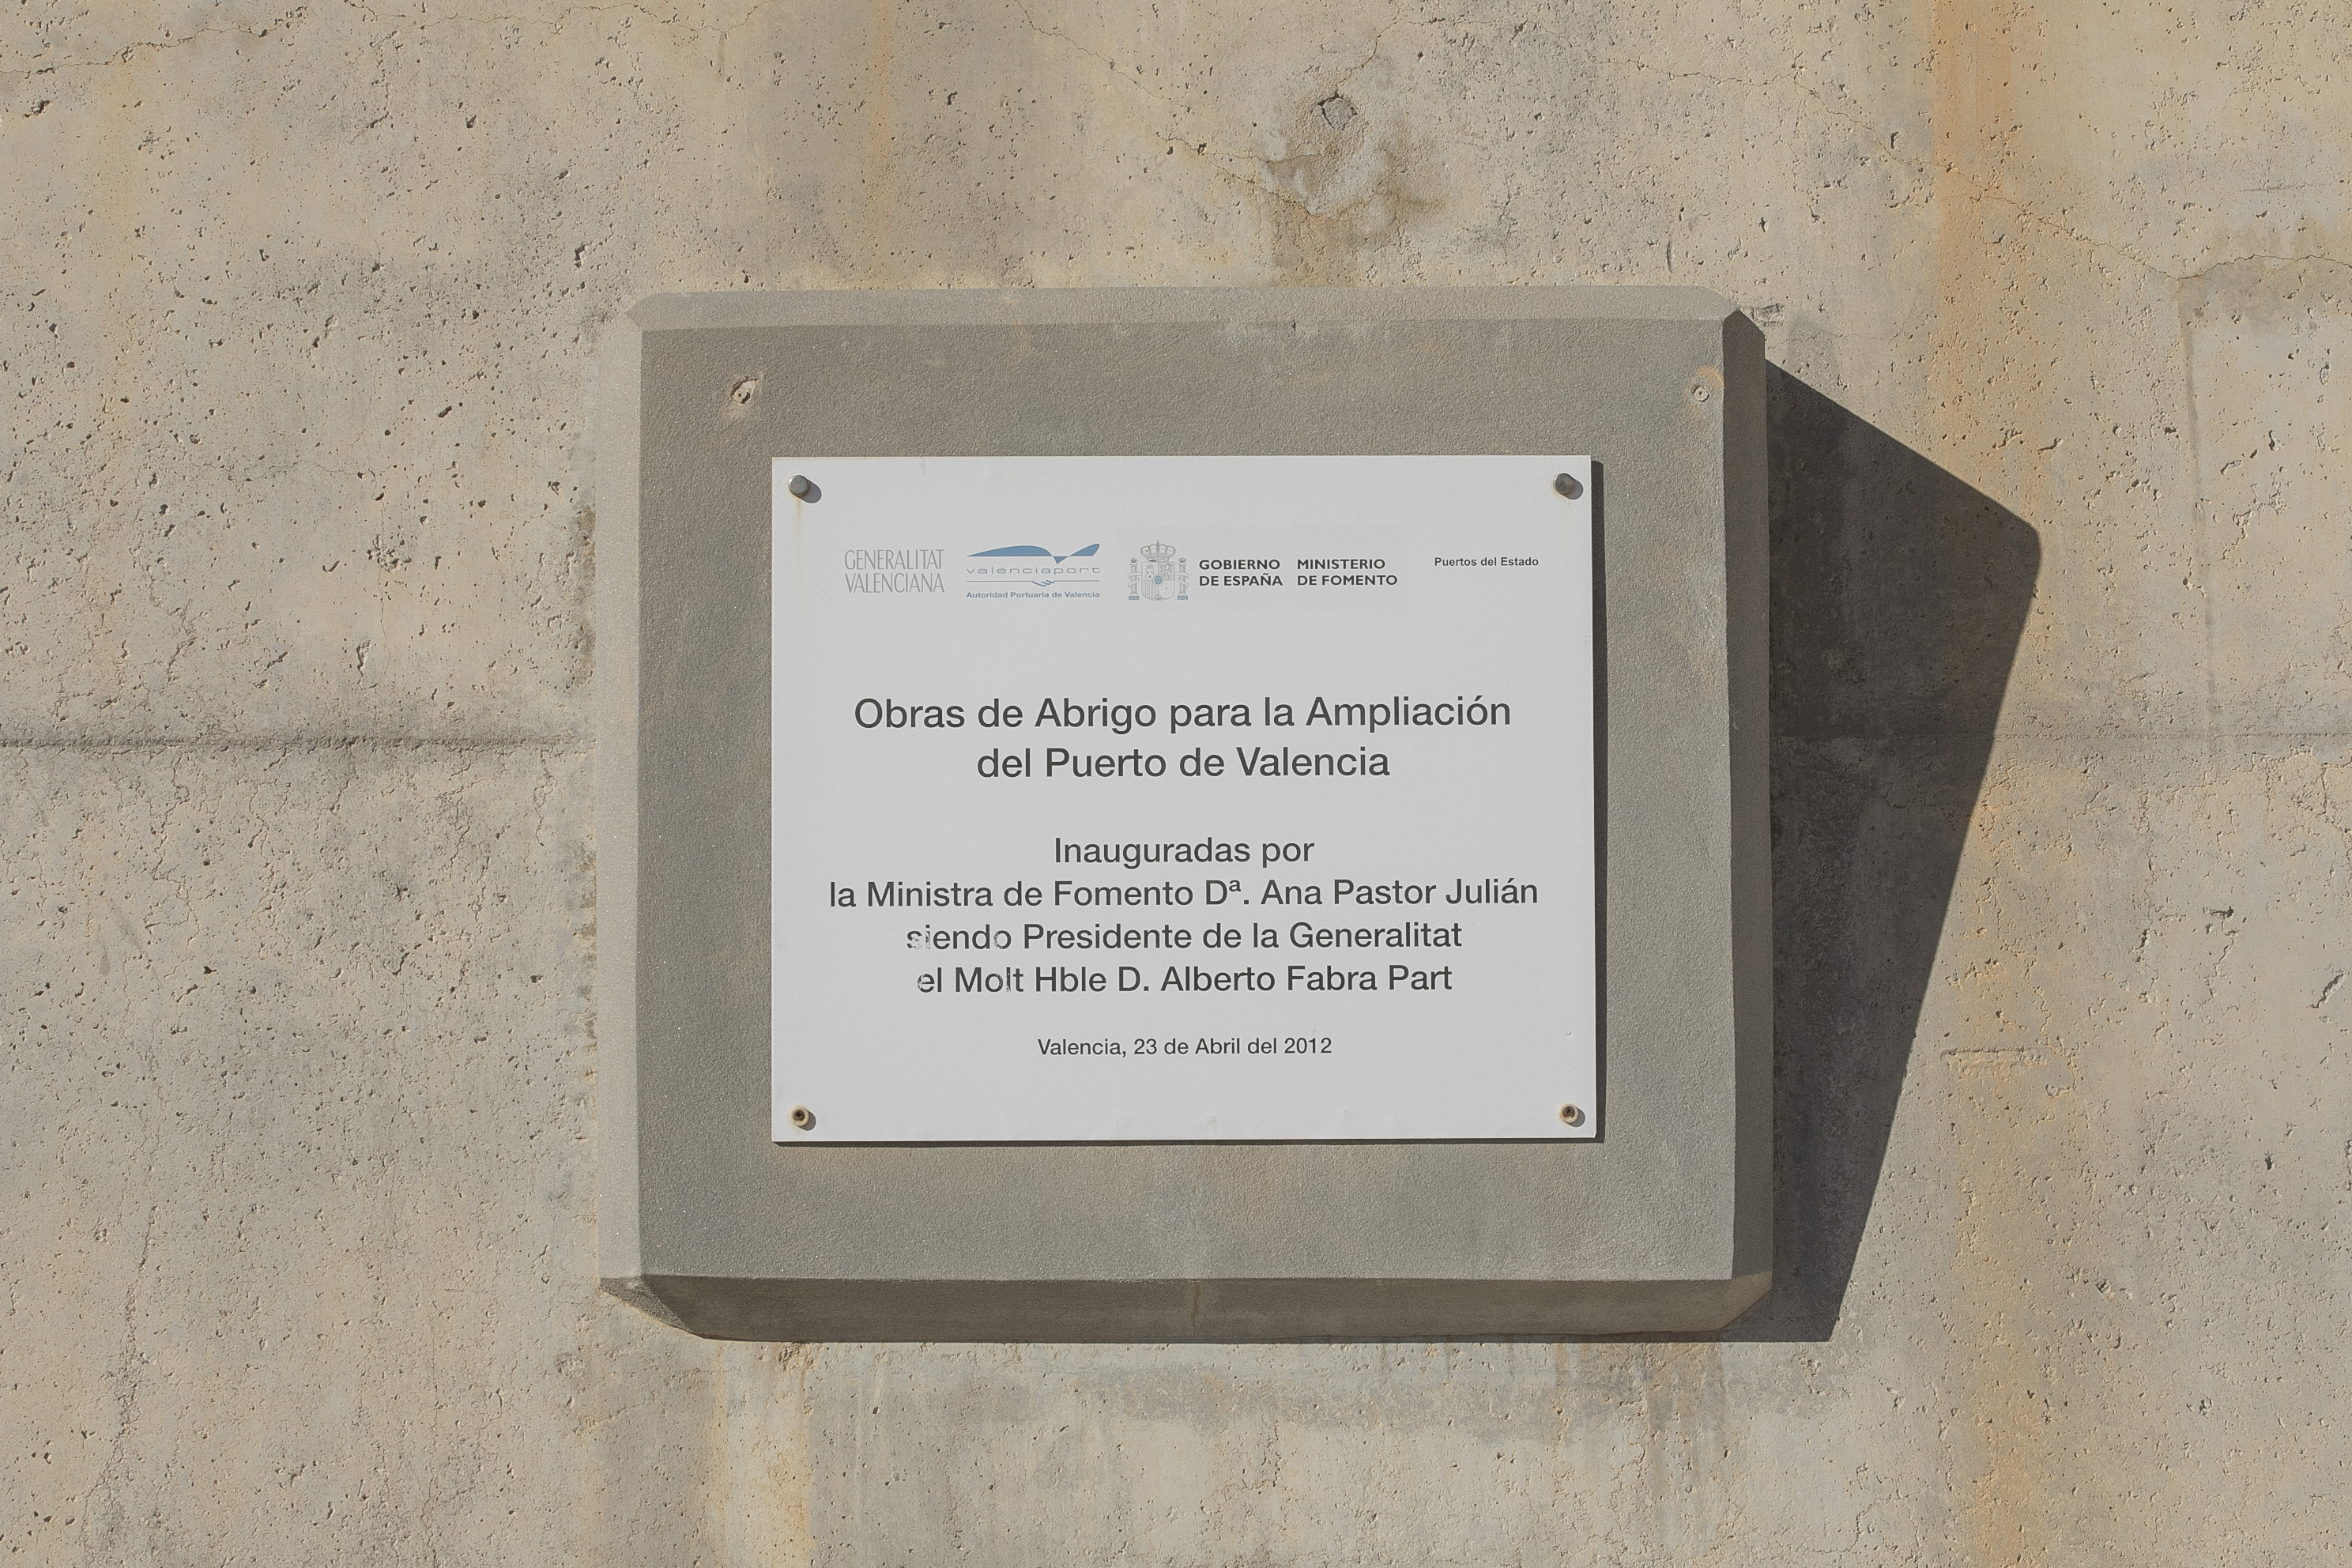 GENERALITAT
VALENCIANA
valenciaport
Autoridad Portuaria de Valencia
GOBIERNO
DE ESPAÑA
MINISTERIO
DE FOMENTO
Puertos del Estado
Obras de Abrigo para la Ampliación
del Puerto de Valencia
Inauguradas por
la Ministra de Fomento Dª. Ana Pastor Julián
siendo Presidente de la Generalitat
el Molt Hble D. Alberto Fabra Part
Valencia, 23 de Abril del 2012